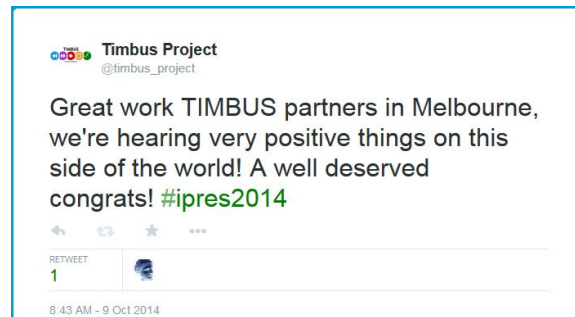 TIMBUS
Timbus Project
@timbus_project
Great work TIMBUS partners in Melbourne,
we're hearing very positive things on this
side of the world! A well deserved
congrats! #ipres2014
RETWEET
1
8:43 AM - 9 Oct 2014